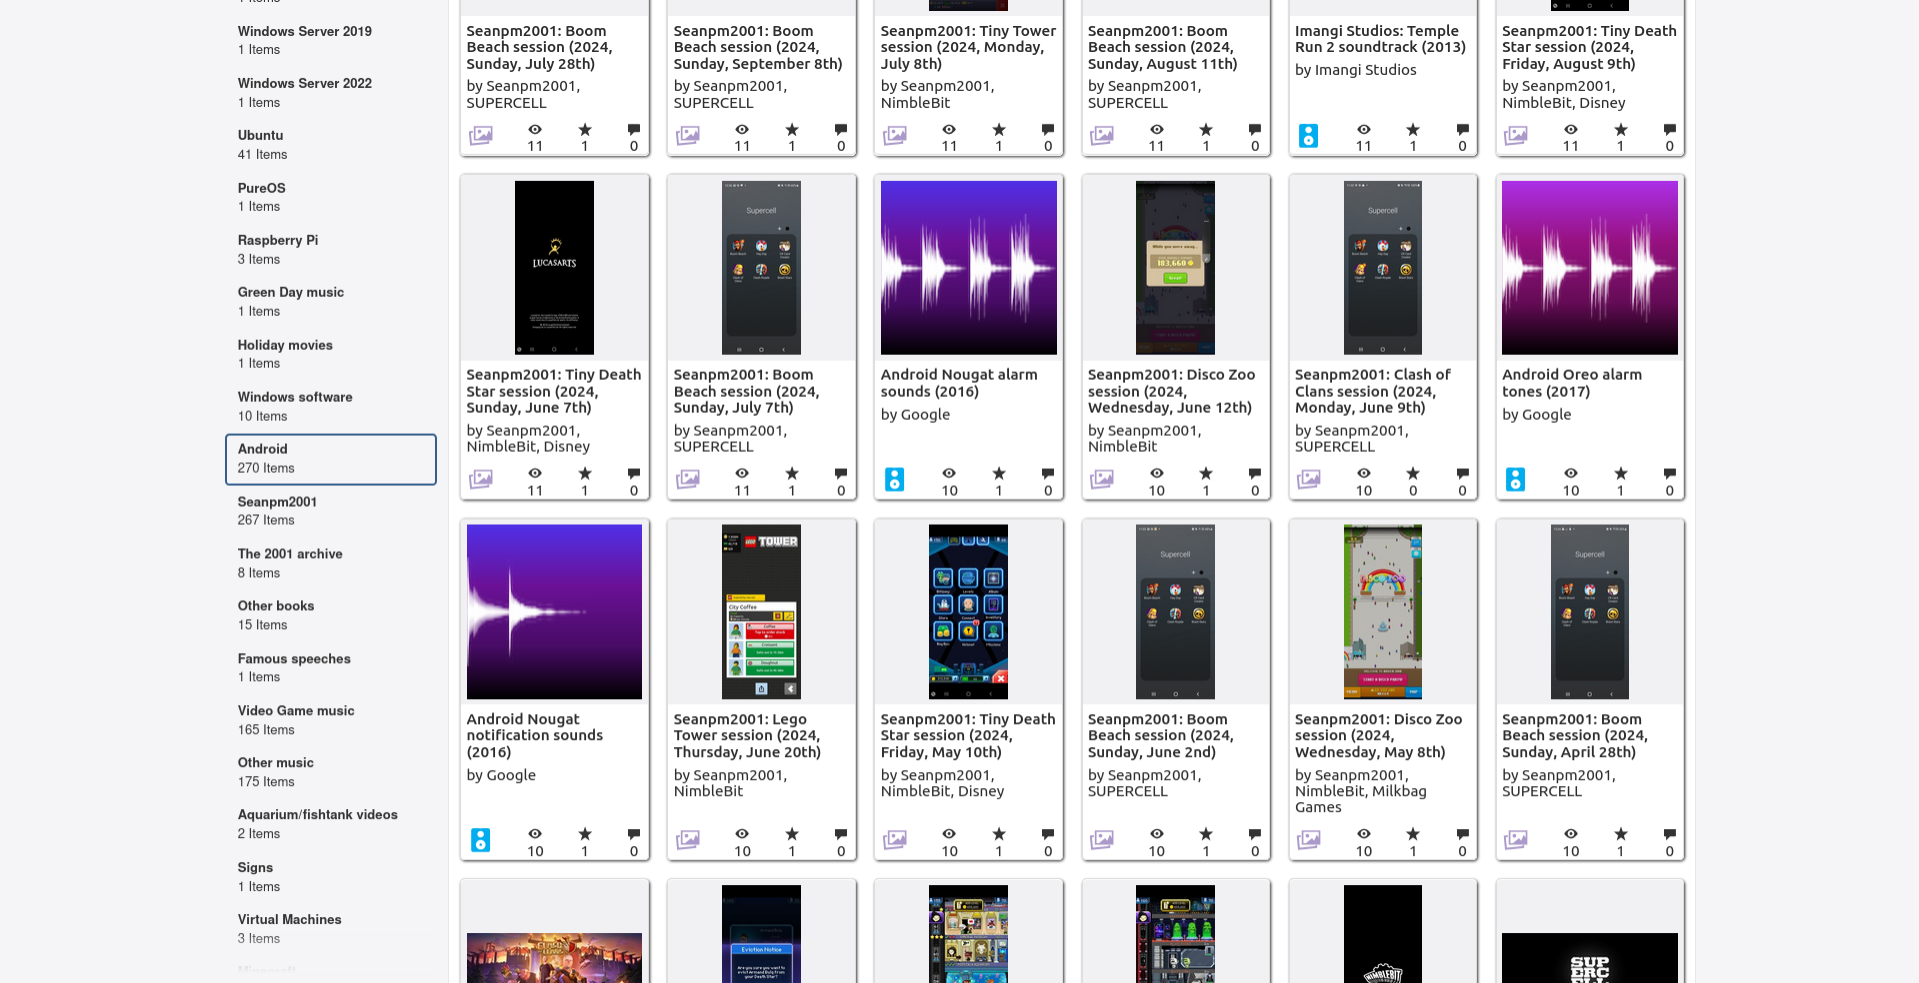 Windows Server 2019
1 Items
Windows Server 2022
1 Items
Ubuntu
41 Items
PureOS
1 Items
Raspberry Pi
3 Items
Green Day music
1 Items
Holiday movies
1 Items
Windows software
10 Items
Android
270 Items
Seanpm2001
267 Items
The 2001 archive
8 Items
Other books
15 Items
Famous speeches
1 Items
Video Game music
165 Items
Other music
175 Items
Aquarium/fishtank videos
2 Items
Signs
1 Items
Virtual Machines
3 Items
Seanpm2001: Boom
Beach session (2024,
Sunday, July 28th)
by Seanpm2001,
SUPERCELL
11 1 0
Seanpm2001: Boom
Beach session (2024,
Sunday, September 8th)
by Seanpm2001,
SUPERCELL
11 1 0
Seanpm2001: Tiny Tower
session (2024, Monday,
July 8th)
by Seanpm2001,
NimbleBit
11 1 0
Seanpm2001: Boom
Beach session (2024,
Sunday, August 11th)
by Seanpm2001,
SUPERCELL
11 1 0
Imangi Studios: Temple
Run 2 soundtrack (2013)
by Imangi Studios
11 1 0
Seanpm2001: Tiny Death
Star session (2024,
Friday, August 9th)
by Seanpm2001,
NimbleBit, Disney
11 1 0
LUCASARTS
Seanpm2001: Tiny Death
Star session (2024,
Sunday, June 7th)
by Seanpm2001,
NimbleBit, Disney
11 1 0
Supercell
Seanpm2001: Boom
Beach session (2024,
Sunday, July 7th)
by Seanpm2001,
SUPERCELL
11 1 0
Android Nougat alarm
sounds (2016)
by Google
10 1 0
While you were away...
183,660
Seanpm2001: Disco Zoo
session (2024,
Wednesday, June 12th)
by Seanpm2001,
NimbleBit
10 1 0
Supercell
Seanpm2001: Clash of
Clans session (2024,
Monday, June 9th)
by Seanpm2001,
SUPERCELL
10 0 0
Android Oreo alarm
tones (2017)
by Google
10 1 0
Android Nougat
notification sounds
(2016)
by Google
10 1 0
LEGO TOWER
City Coffee
Seanpm2001: Lego
Tower session (2024,
Thursday, June 20th)
by Seanpm2001,
NimbleBit
10 1 0
Seanpm2001: Tiny Death
Star session (2024,
Friday, May 10th)
by Seanpm2001,
NimbleBit, Disney
10 1 0
Supercell
Seanpm2001: Boom
Beach session (2024,
Sunday, June 2nd)
by Seanpm2001,
SUPERCELL
10 1 0
DISCO ZOO
Seanpm2001: Disco Zoo
session (2024,
Wednesday, May 8th)
by Seanpm2001,
NimbleBit, Milkbag
Games
10 1 0
Supercell
Seanpm2001: Boom
Beach session (2024,
Sunday, April 28th)
by Seanpm2001,
SUPERCELL
10 1 0
Eviction Notice
Are you sure you want to
NIMBLEBIT
SUP
ERC